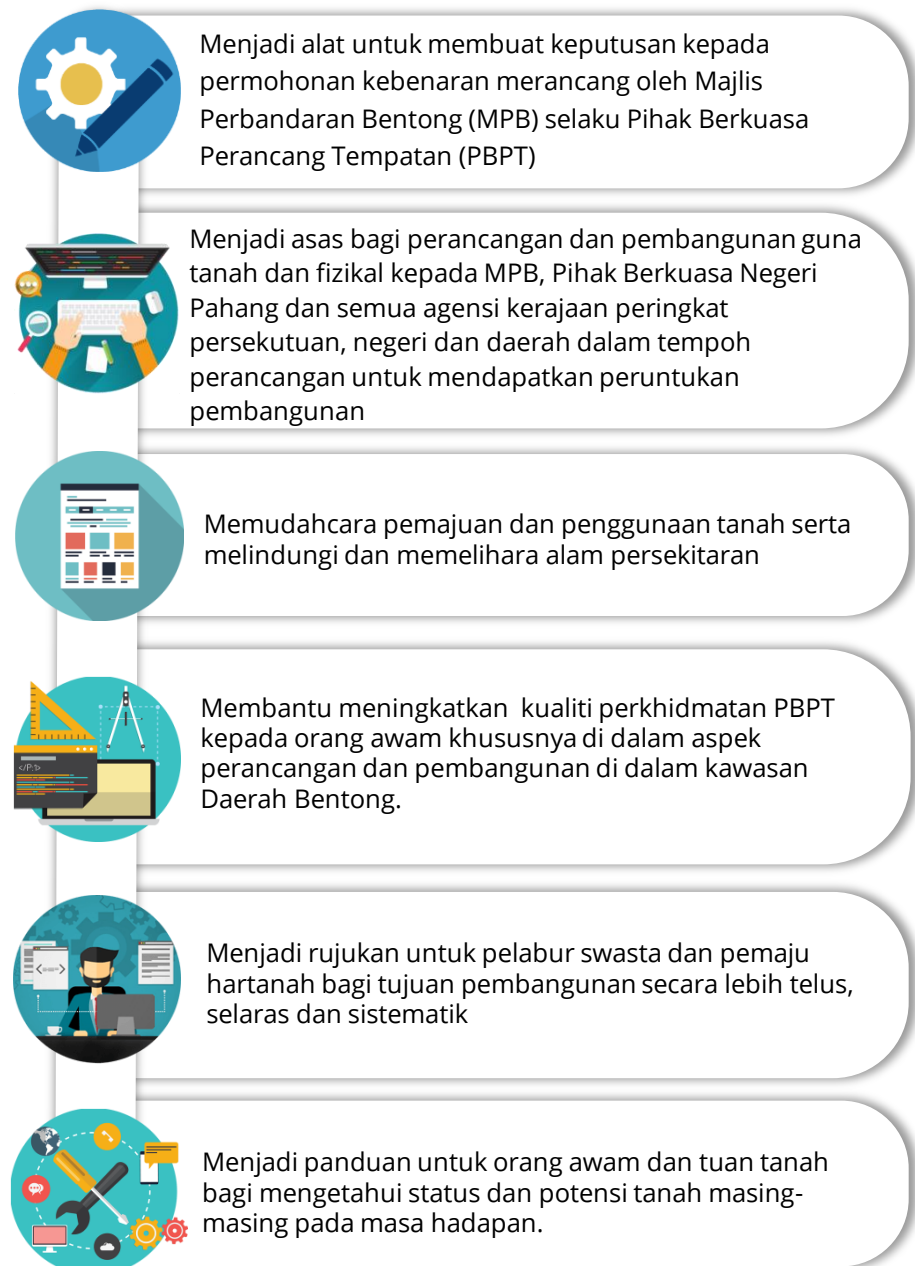 Menjadi alat untuk membuat keputusan kepada
permohonan kebenaran merancang oleh Majlis
Perbandaran Bentong (MPB) selaku Pihak Berkuasa
Perancang Tempatan (PBPT)
Menjadi asas bagi perancangan dan pembangunan guna
tanah dan fizikal kepada MPB, Pihak Berkuasa Negeri
Pahang dan semua agensi kerajaan peringkat
persekutuan, negeri dan daerah dalam tempoh
perancangan untuk mendapatkan peruntukan
pembangunan
Memudahcara pemajuan dan penggunaan tanah serta
melindungi dan memelihara alam persekitaran
Membantu meningkatkan kualiti perkhidmatan PBPT
kepada orang awam khususnya di dalam aspek
perancangan dan pembangunan di dalam kawasan
Daerah Bentong.
</P:>
Menjadi rujukan untuk pelabur swasta dan pemaju
hartanah bagi tujuan pembangunan secara lebih telus,
selaras dan sistematik
Menjadi panduan untuk orang awam dan tuan tanah
bagi mengetahui status dan potensi tanah masing-
masing pada masa hadapan.